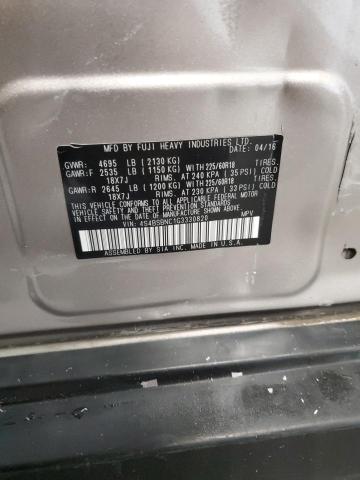 MFD. BY FUJI HEAVY INDUSTRIES LTD.
DATE: 04/16
GVWR: 4695 LB (2130 KG)
GAWR:F 2535 LB (1150 KG) WITH 225/60R18 TIRES.
18X7J RIMS. AT 240 KPA (35 PSI) COLD
GAWR:R 2645 LB (1200 KG) WITH 225/60R18 TIRES.
18X7J RIMS. AT 230 KPA (33 PSI) COLD
THIS VEHICLE CONFORMS TO ALL APPLICABLE FEDERAL
MOTOR VEHICLE SAFETY AND THEFT PREVENTION STANDARDS
IN EFFECT ON THE DATE OF MANUFACTURE SHOWN ABOVE.
VIN: 4S4BSBNC1G3330820 MPV
ASSEMBLED BY SIA INC. IN U.S.A.